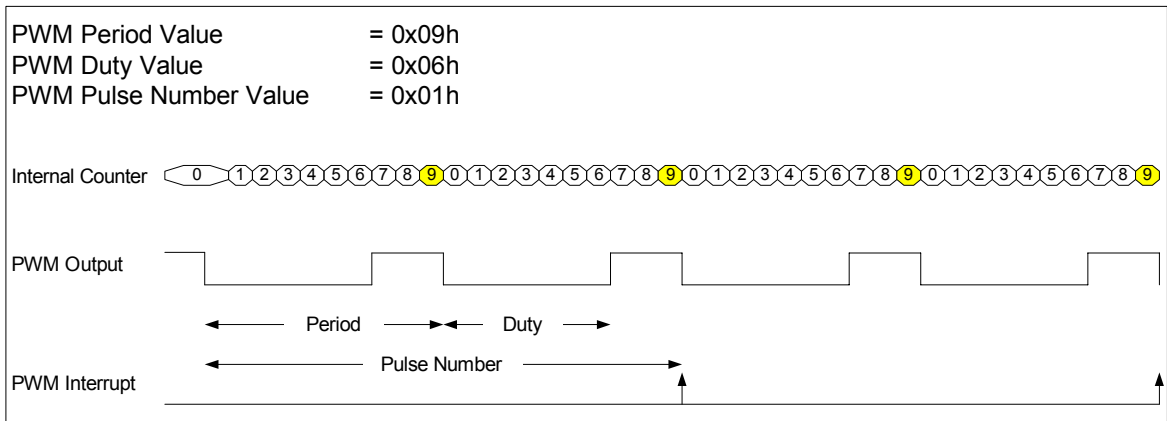 PWM Period Value = 0x09h
PWM Duty Value = 0x06h
PWM Pulse Number Value = 0x01h
Internal Counter 0 1 2 3 4 5 6 7 8 9 0 1 2 3 4 5 6 7 8 9 0 1 2 3 4 5 6 7 8 9 0 1 2 3 4 5 6 7 8 9
PWM Output
Period Duty
Pulse Number
PWM Interrupt